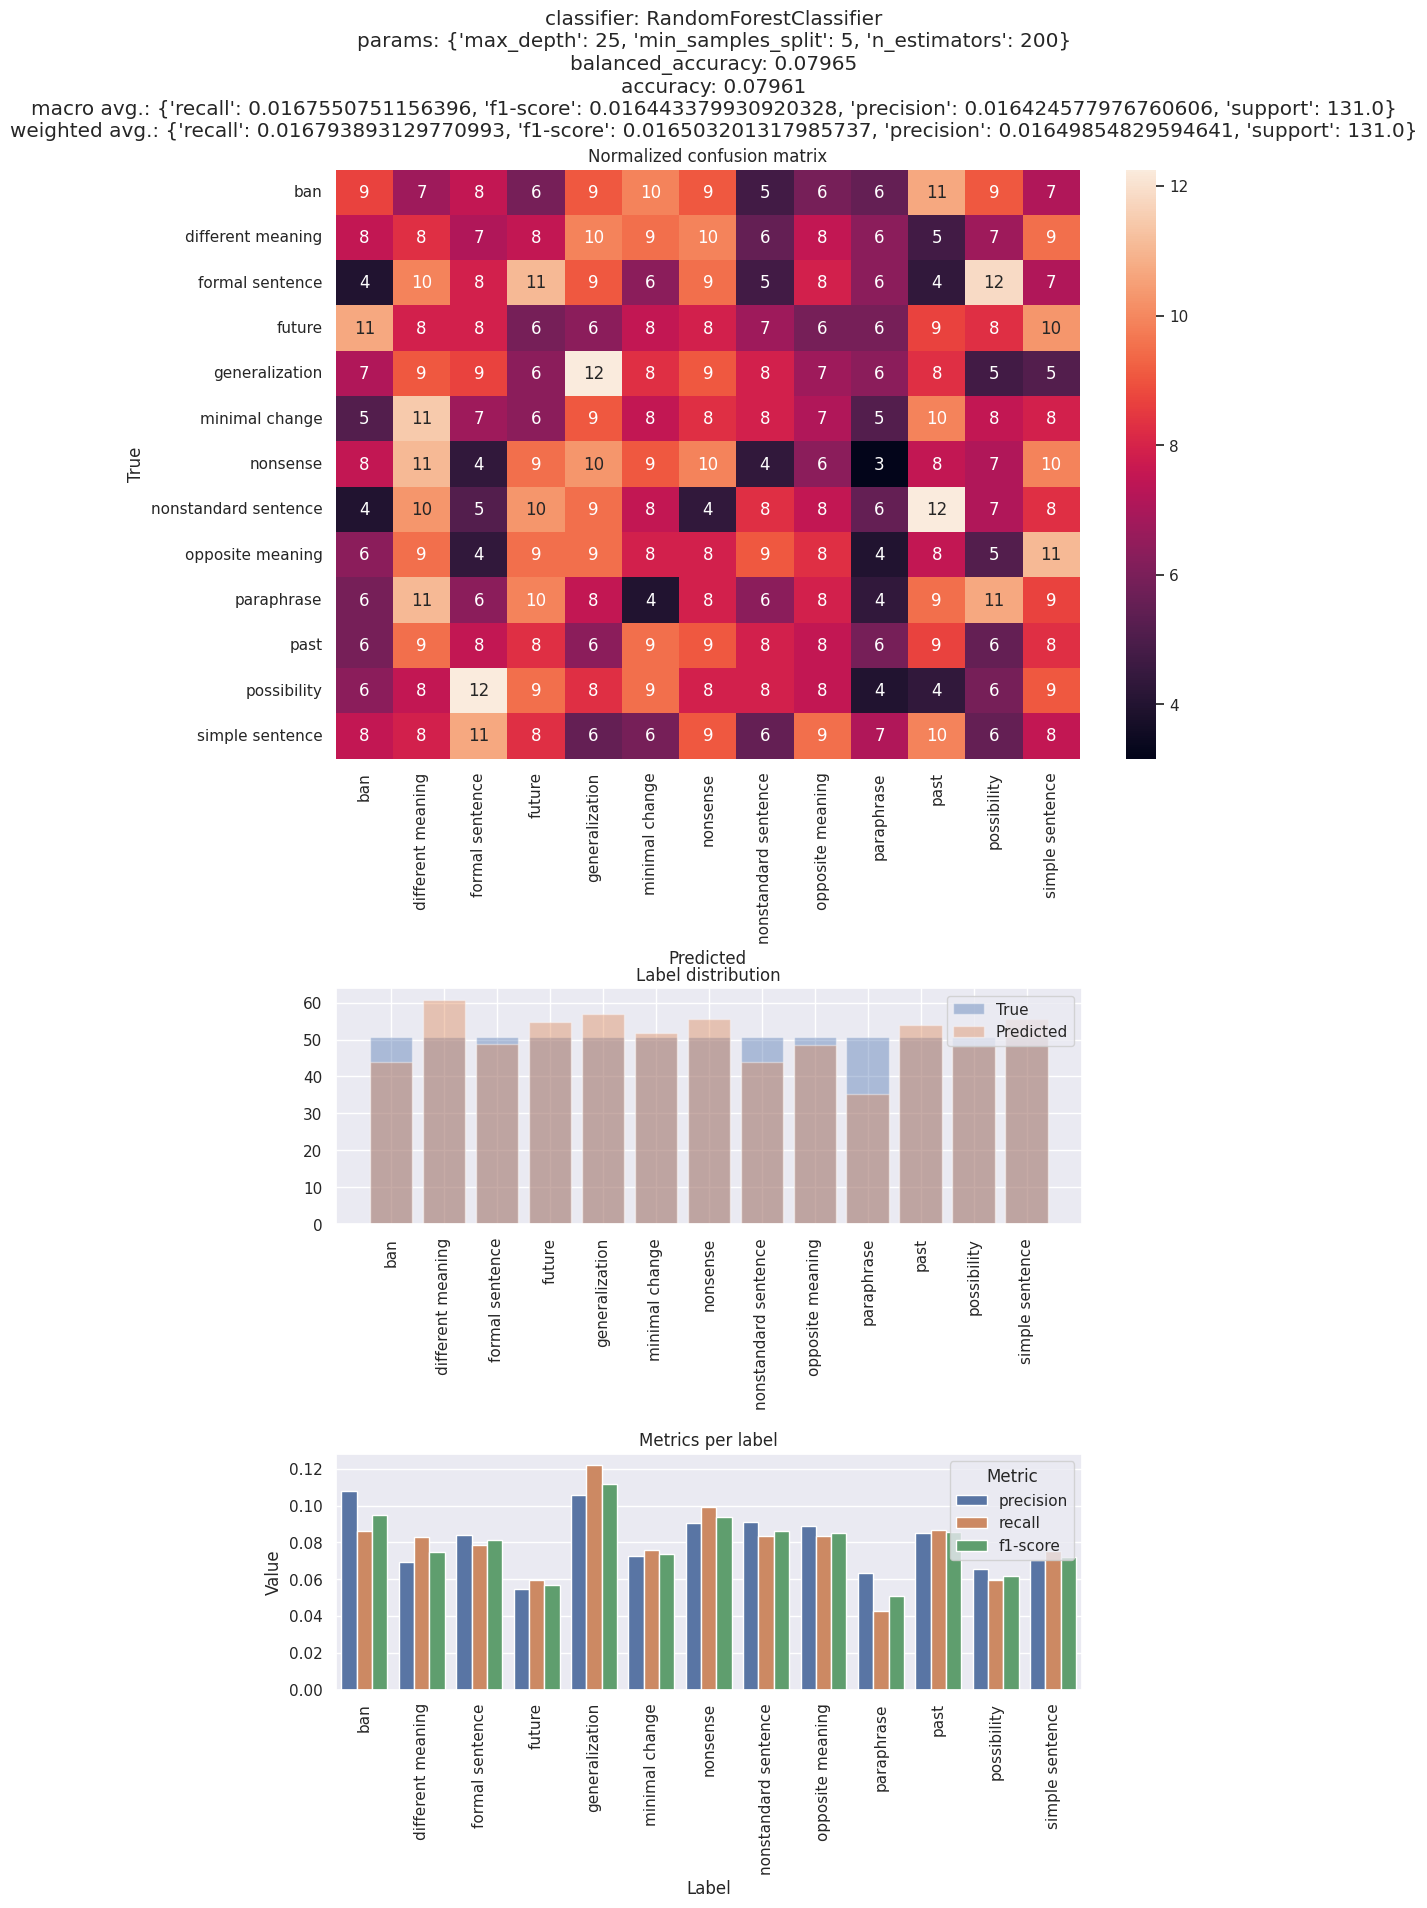 classifier: RandomForestClassifier
params: {'max_depth': 25, 'min_samples_split': 5, 'n_estimators': 200}
balanced_accuracy: 0.07965
accuracy: 0.07961
macro avg.: {'recall': 0.0167550751156396, 'f1-score': 0.016443379930920328, 'precision': 0.016424577976760606, 'support': 131.0}
weighted avg.: {'recall': 0.016793893129770993, 'f1-score': 0.016503201317985737, 'precision': 0.01649854829594641, 'support': 131.0}
Normalized confusion matrix
True
ban 9 7 8 6 9 10 9 5 6 6 11 9 7
different meaning 8 8 7 8 10 9 10 6 8 6 5 7 9
formal sentence 4 10 8 11 9 6 9 5 8 6 4 12 7
future 11 8 8 6 6 8 8 7 6 6 9 8 10
generalization 7 9 9 6 12 8 9 8 7 6 8 5 5
minimal change 5 11 7 6 9 8 8 8 7 5 10 8 8
nonsense 8 11 4 9 10 9 10 4 6 3 8 7 10
nonstandard sentence 4 10 5 10 9 8 4 8 8 6 12 7 8
opposite meaning 6 9 4 9 9 8 8 9 8 4 8 5 11
paraphrase 6 11 6 10 8 4 8 6 8 4 9 11 9
past 6 9 8 8 6 9 9 8 8 6 9 6 8
possibility 6 8 12 9 8 9 8 8 8 4 4 6 9
simple sentence 8 8 11 8 6 6 9 6 9 7 10 6 8
12
10
8
6
4
ban
different meaning
formal sentence
future
generalization
minimal change
nonsense
nonstandard sentence
opposite meaning
paraphrase
past
possibility
simple sentence
Predicted
Label distribution
True
Predicted
60
50
40
30
20
10
0
ban
different meaning
formal sentence
future
generalization
minimal change
nonsense
nonstandard sentence
opposite meaning
paraphrase
past
possibility
simple sentence
Metrics per label
Metric
precision
recall
f1-score
Value
0.12
0.10
0.08
0.06
0.04
0.02
0.00
ban
different meaning
formal sentence
future
generalization
minimal change
nonsense
nonstandard sentence
opposite meaning
paraphrase
past
possibility
simple sentence
Label